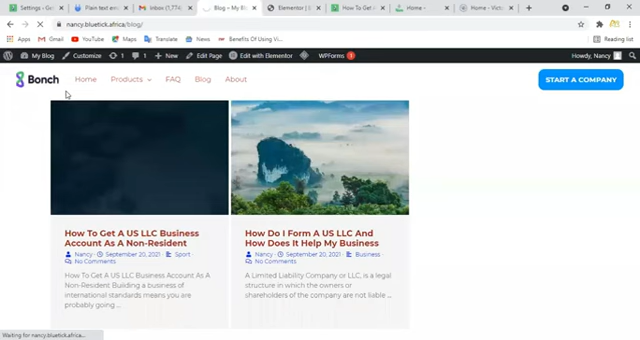 Settings - G
Plain text em
Inbox (1,774
Blog – My Bl
Elementor | S
How To Get A
Home -
Home - Vict
nancy.bluetick.africa/blog/
Gmail
YouTube
Maps
News
Benefits Of Using Vi...
Reading list
My Blog
Customize
3
1
New
Edit Page
Edit with Elementor
WPForms
1
Howdy, Nancy
Bonch
Home
Products
FAQ
Blog
About
START A COMPANY
How To Get A US LLC Business
Account As A Non-Resident
Nancy
September 20, 2021
Sport
No Comments
How To Get A US LLC Business Account As A
Non-Resident Building a business of
international standards means you are
probably going ...
How Do I Form A US LLC And
How Does It Help My Business
Nancy
September 20, 2021
Business
No Comments
A Limited Liability Company or LLC, is a legal
structure in which the owners or
shareholders of the company are not liable ...
Waiting for nancy.bluetick.africa...